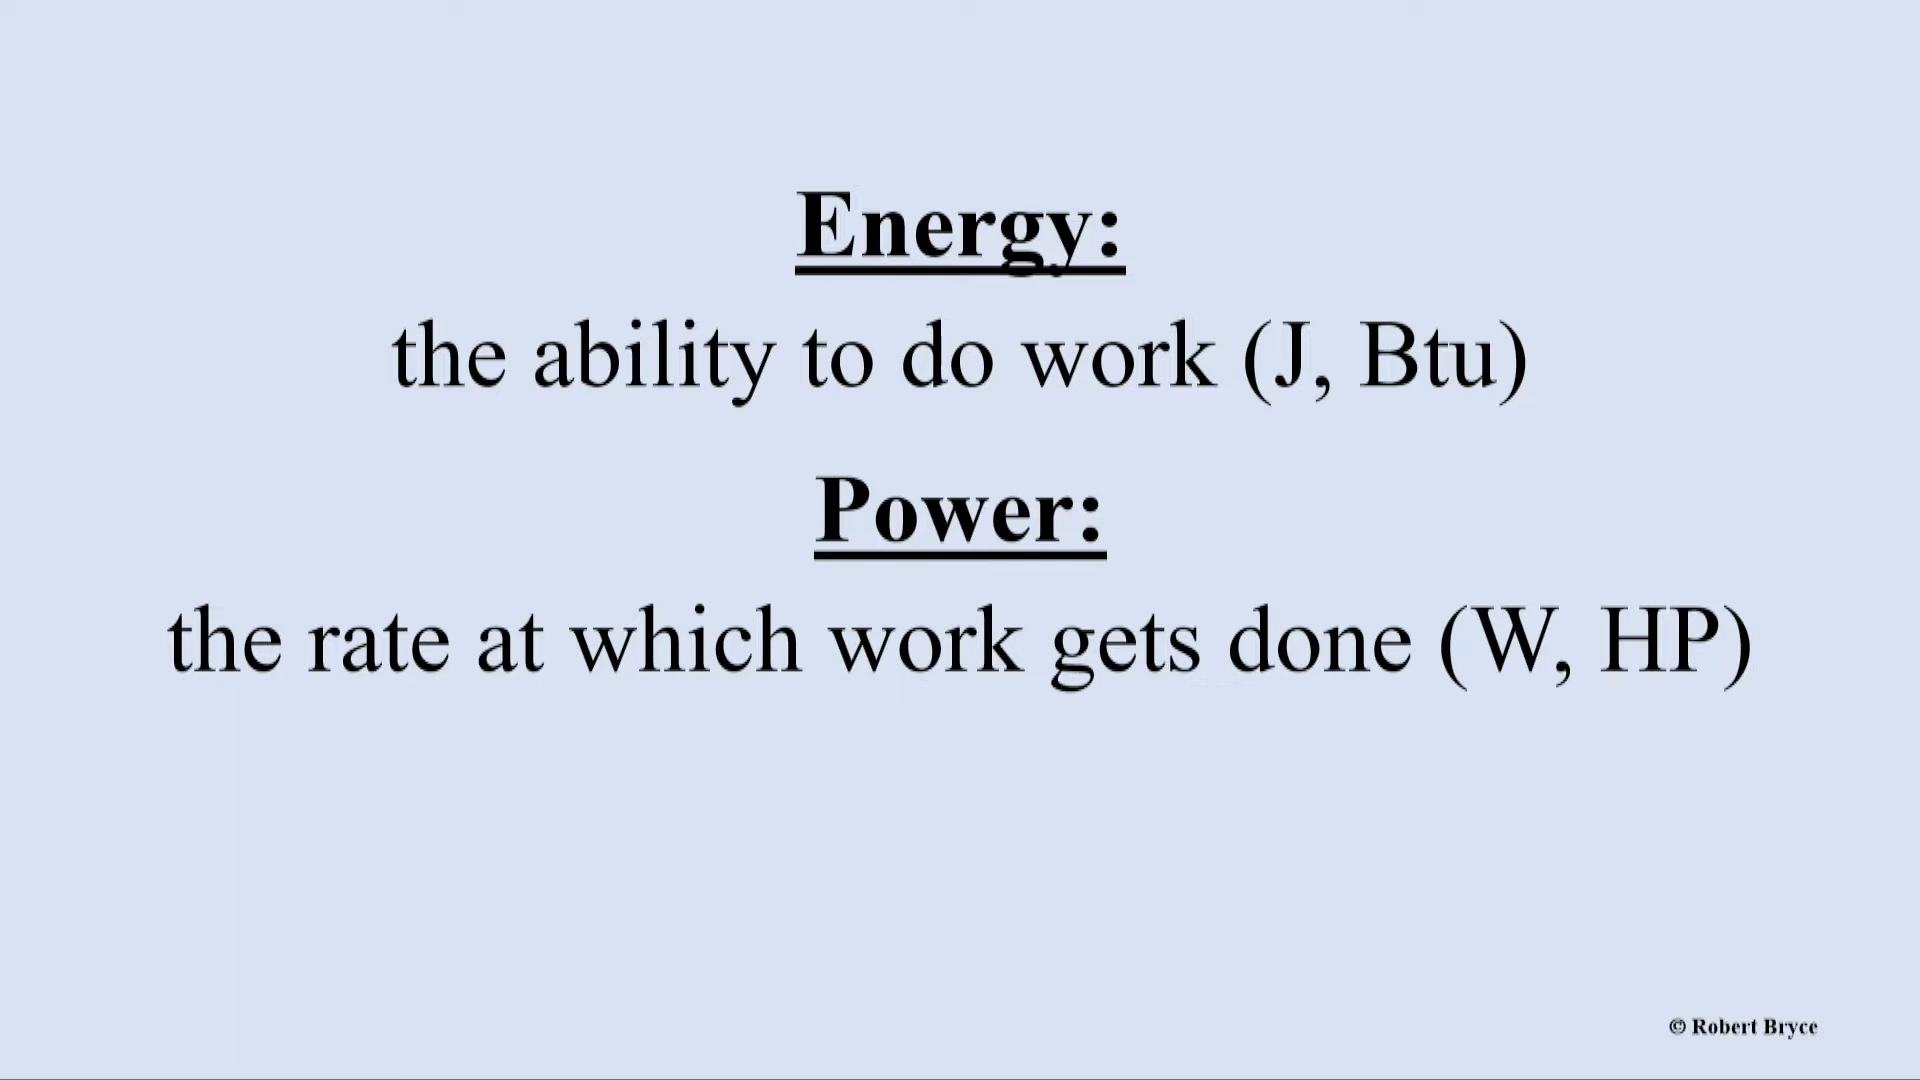 Energy:
the ability to do work (J, Btu)
Power:
the rate at which work gets done (W, HP)
© Robert Bryce